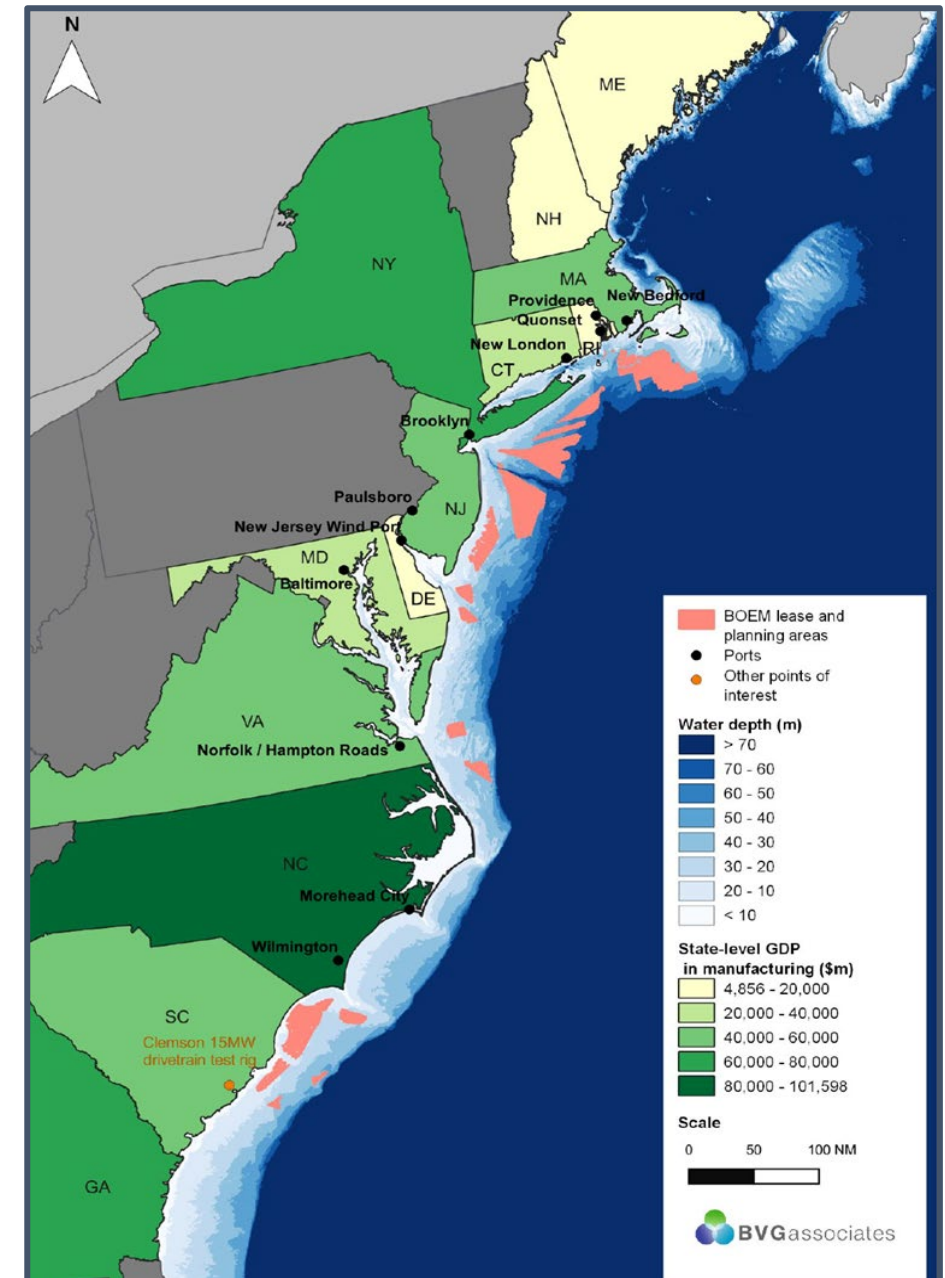 N
ME
NH
NY
MA
Providence
New Bedford
Quonset
New London
RI
CT
Brooklyn
Paulsboro
NJ
New Jersey Wind Port
MD
Baltimore
DE
VA
Norfolk / Hampton Roads
NC
Morehead City
Wilmington
SC
Clemson 15MW
drivetrain test rig
GA
BOEM lease and
planning areas
Ports
Other points of
interest
Water depth (m)
> 70
70 - 60
60 - 50
50 - 40
40 - 30
30 - 20
20 - 10
< 10
State-level GDP
in manufacturing ($m)
4,856 - 20,000
20,000 - 40,000
40,000 - 60,000
60,000 - 80,000
80,000 - 101,598
Scale
0 50 100 NM
BVGassociates